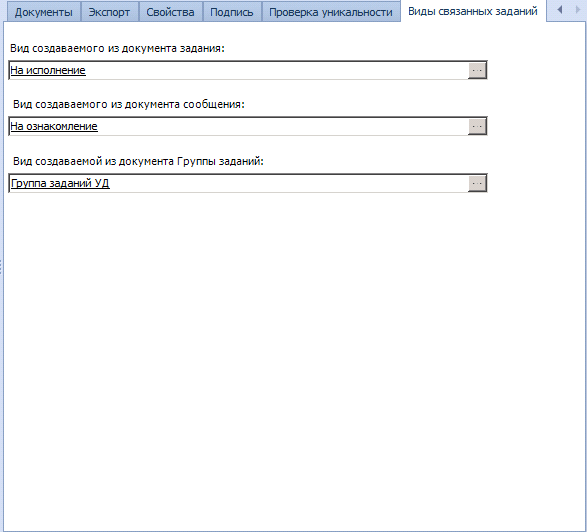 Документы Экспорт Свойства Подпись Проверка уникальности Виды связанных заданий
Вид создаваемого из документа задания:
На исполнение ...
Вид создаваемого из документа сообщения:
На ознакомление ...
Вид создаваемой из документа Группы заданий:
Группа заданий УД ...